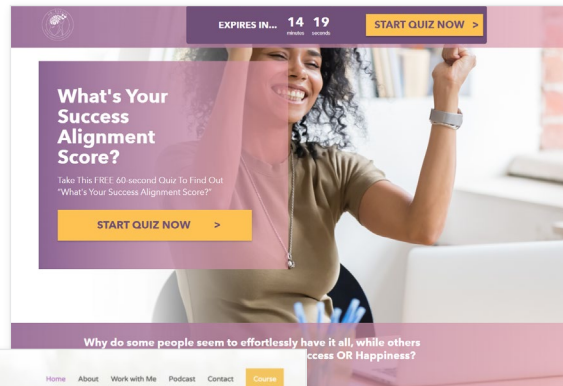 EXPIRES IN... 14 19 START QUIZ NOW >
minutes seconds
What's Your
Success
Alignment
Score?
Take This FREE 60-second Quiz To Find Out
"What's Your Success Alignment Score?"
START QUIZ NOW >
Why do some people seem to effortlessly have it all, while others
ccess OR Happiness?
Home About Work with Me Podcast Contact Course